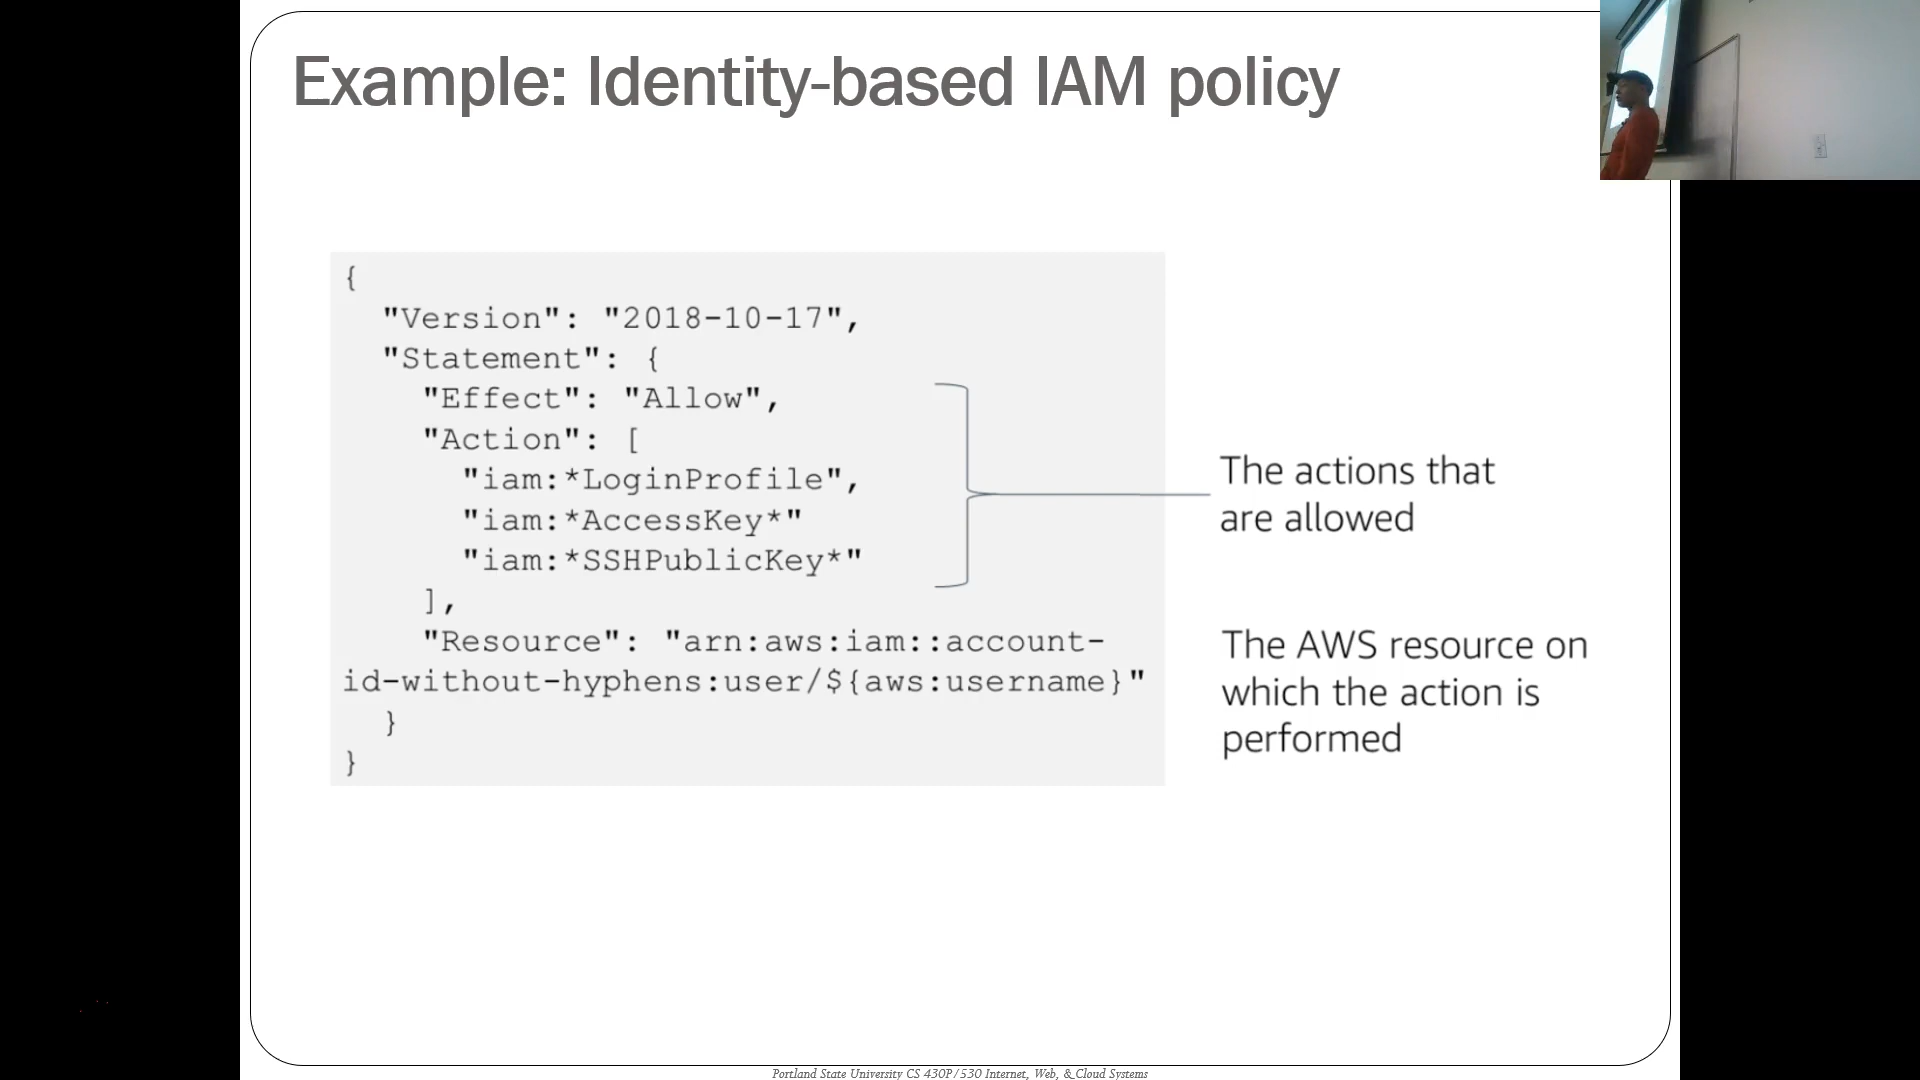 Example: Identity-based IAM policy
{
"Version": "2018-10-17",
"Statement": {
"Effect": "Allow",
"Action": [
"iam:*LoginProfile",
"iam:*AccessKey*"
"iam:*SSHPublicKey*"
],
"Resource": "arn:aws:iam::account-
id-without-hyphens:user/${aws:username}"
}
}
The actions that
are allowed
The AWS resource on
which the action is
performed
Portland State University CS 430P/530 Internet, Web, & Cloud Systems